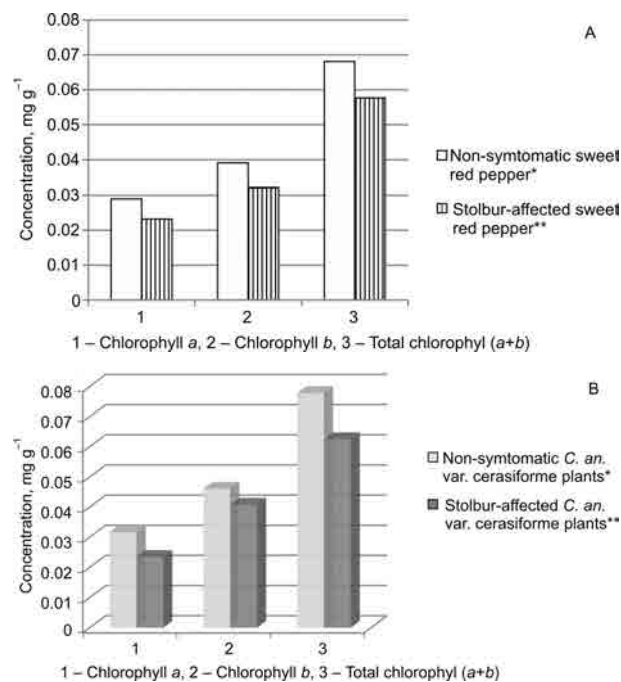 A
Concentration, mg g⁻¹
0.08
0.07
0.06
0.05
0.04
0.03
0.02
0.01
0
1 2 3
Non-symtomatic sweet
red pepper*
Stolbur-affected sweet
red pepper**
1 – Chlorophyll a, 2 – Chlorophyll b, 3 – Total chlorophyl (a+b)
B
Concentration, mg g⁻¹
0.08
0.07
0.06
0.05
0.04
0.03
0.02
0.01
0
1 2 3
Non-symtomatic C. an.
var. cerasiforme plants*
Stolbur-affected C. an.
var. cerasiforme plants**
1 – Chlorophyll a, 2 – Chlorophyll b, 3 – Total chlorophyl (a+b)